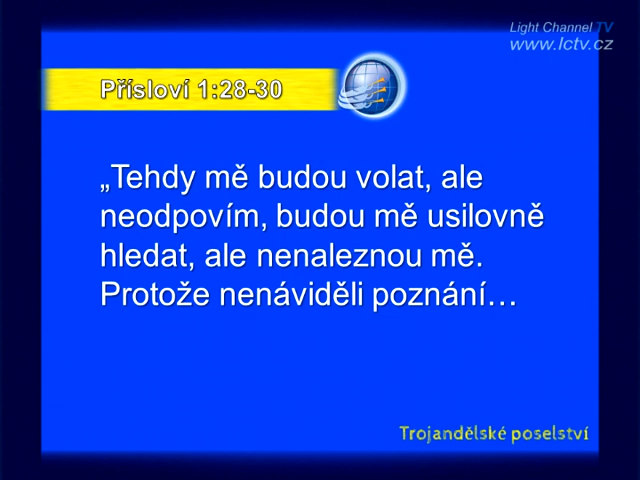 Light Channel TV
www.lctv.cz
Přísloví 1:28-30
„Tehdy mě budou volat, ale
neodpovím, budou mě usilovně
hledat, ale nenaleznou mě.
Protože nenáviděli poznání…
Trojandělské poselství